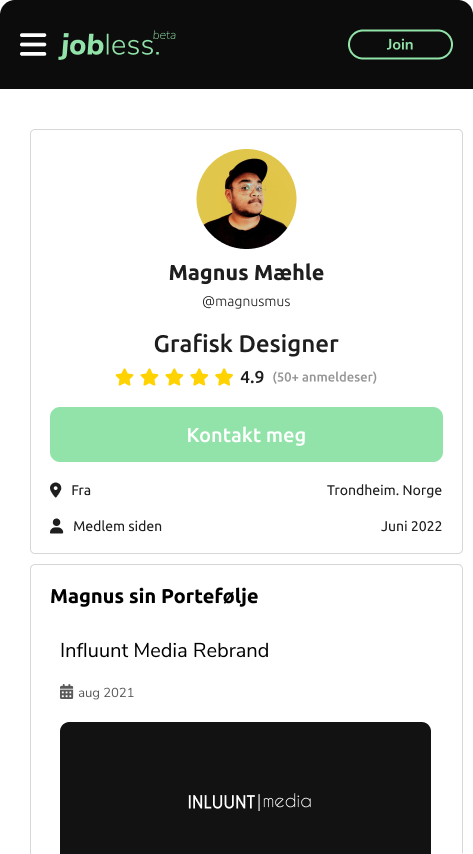 jobless.beta
Join
Magnus Mæhle
@magnusmus
Grafisk Designer
4.9 (50+ anmeldeser)
Kontakt meg
Fra Trondheim. Norge
Medlem siden Juni 2022
Magnus sin Portefølje
Influunt Media Rebrand
aug 2021
INLUUNT|media